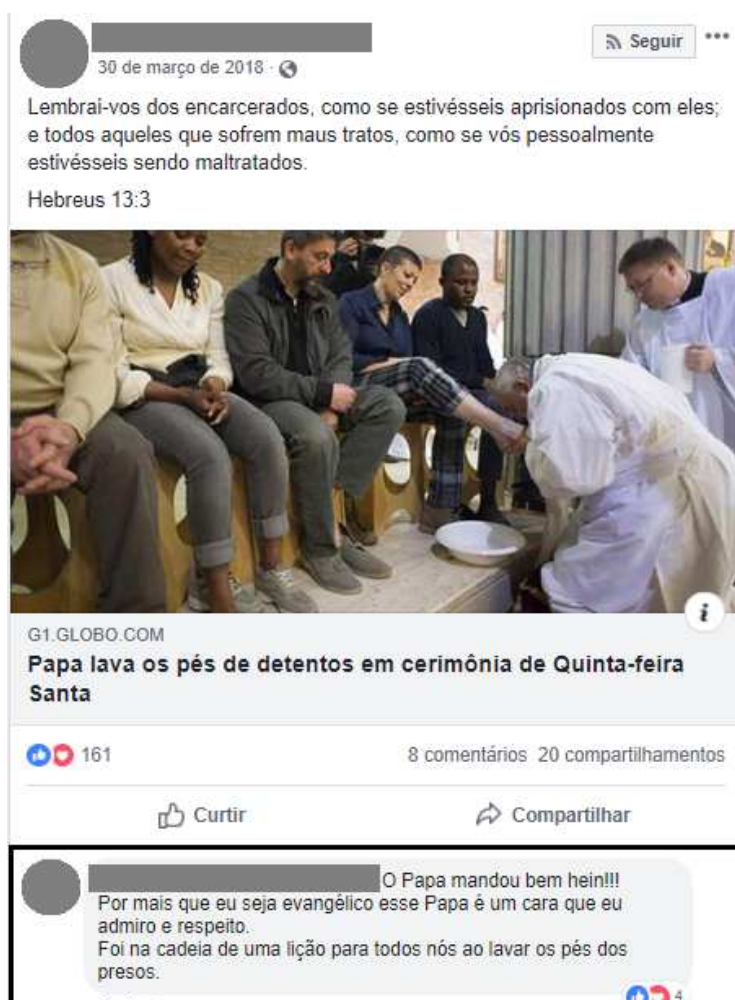 Seguir
30 de março de 2018
Lembrai-vos dos encarcerados, como se estivésseis aprisionados com eles;
e todos aqueles que sofrem maus tratos, como se vós pessoalmente
estivésseis sendo maltratados.
Hebreus 13:3
G1.GLOBO.COM
Papa lava os pés de detentos em cerimônia de Quinta-feira
Santa
161 8 comentários 20 compartilhamentos
Curtir Compartilhar
O Papa mandou bem hein!!!
Por mais que eu seja evangélico esse Papa é um cara que eu
admiro e respeito.
Foi na cadeia de uma lição para todos nós ao lavar os pés dos
presos.
4